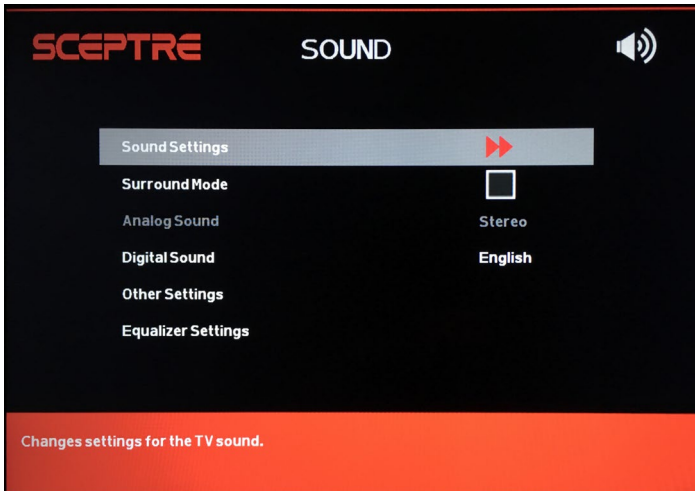 SCEPTRE SOUND
Sound Settings
Surround Mode
Analog Sound Stereo
Digital Sound English
Other Settings
Equalizer Settings
Changes settings for the TV sound.